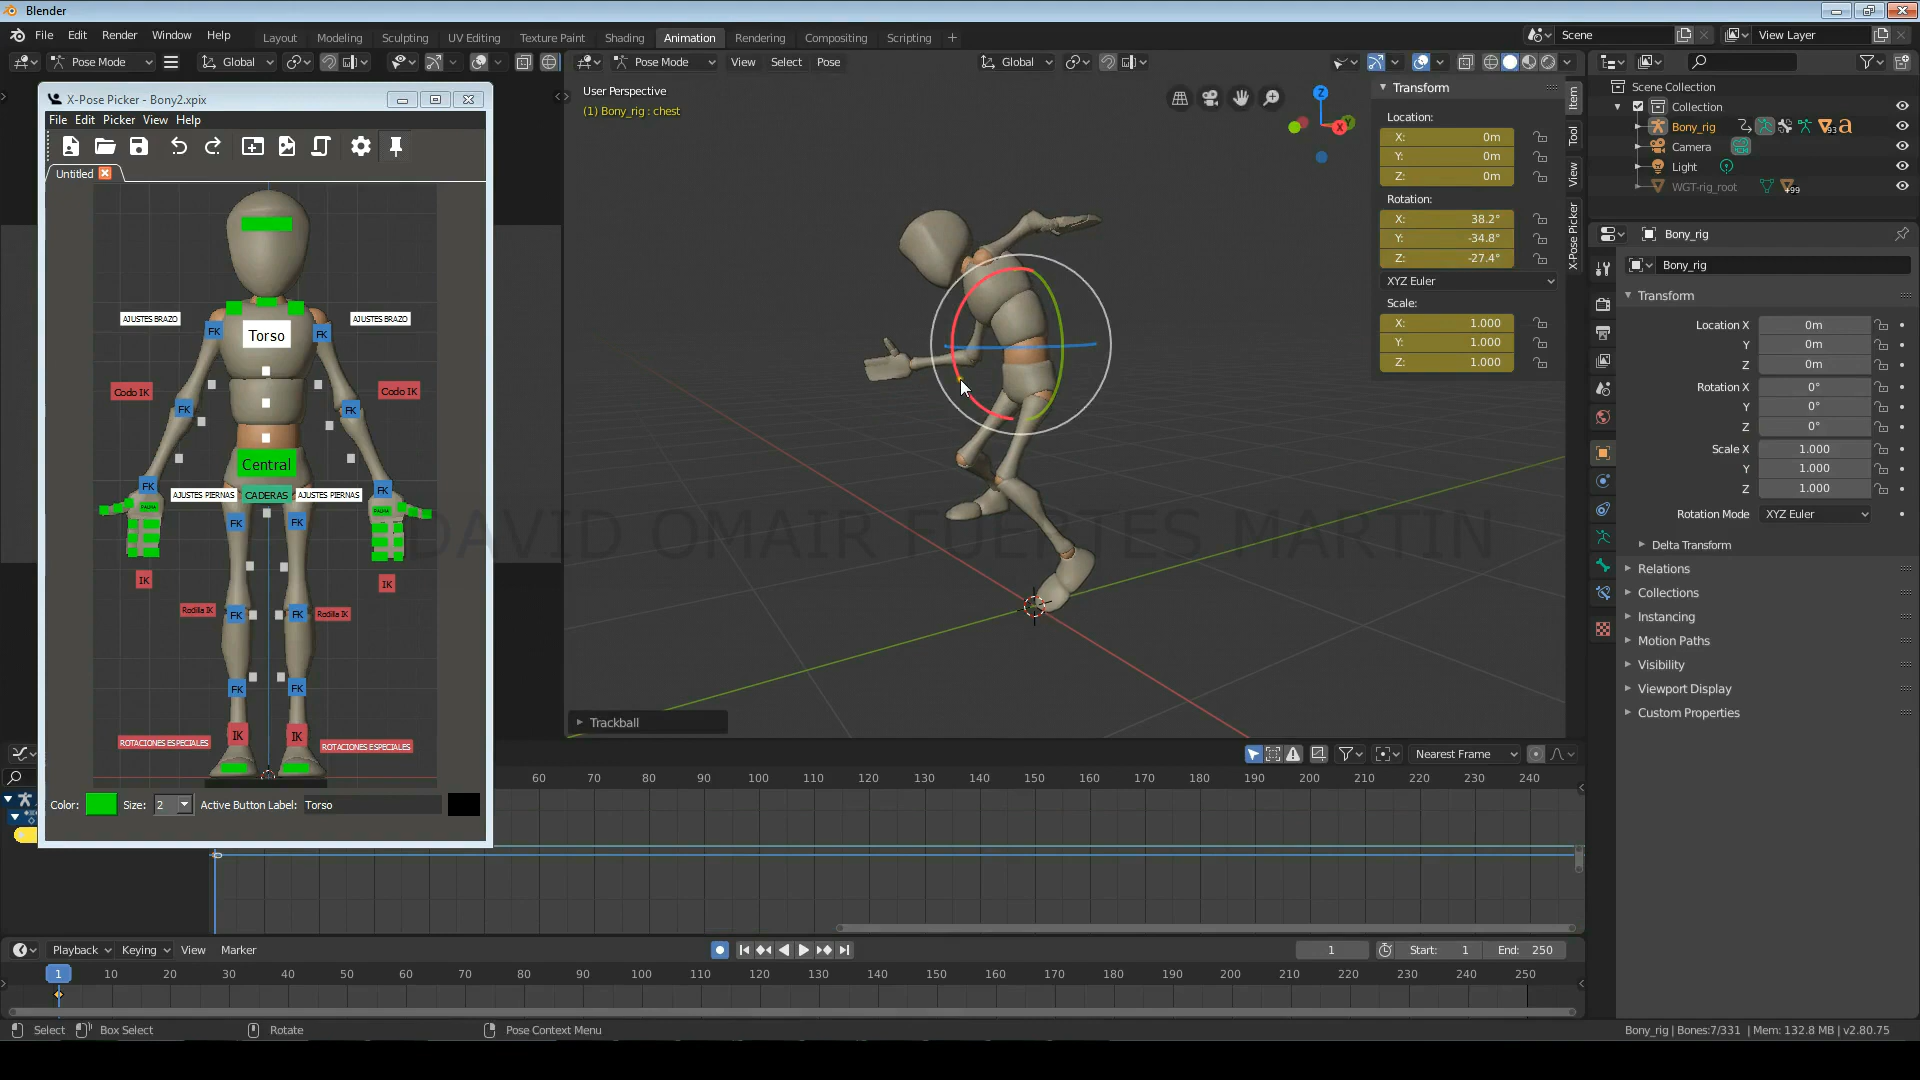 Blender
File Edit Render Window Help
Layout Modeling Sculpting UV Editing Texture Paint Shading Animation Rendering Compositing Scripting +
Scene
View Layer
Pose Mode
Global
Pose Mode View Select Pose
Global
X-Pose Picker - Bony2.xpix
File Edit Picker View Help
Untitled
AJUSTES BRAZO
AJUSTES BRAZO
FK
Torso
FK
Codo IK
Codo IK
FK
FK
Central
FK
AJUSTES PIERNAS
CADERAS
AJUSTES PIERNAS
FK
PALMA
PALMA
FK
FK
IK
IK
Rodilla IK
FK
FK
Rodilla IK
FK
FK
IK
IK
ROTACIONES ESPECIALES
ROTACIONES ESPECIALES
Color:
Size: 2
Active Button Label: Torso
User Perspective
(1) Bony_rig : chest
Z
X
Y
Transform
Location:
X: 0m
Y: 0m
Z: 0m
Rotation:
X: 38.2°
Y: -34.8°
Z: -27.4°
XYZ Euler
Scale:
X: 1.000
Y: 1.000
Z: 1.000
Item
Tool
View
X-Pose Picker
Trackball
Scene Collection
Collection
Bony_rig
93
Camera
Light
WGT-rig_root
+99
Bony_rig
Bony_rig
Transform
Location X 0m
Y 0m
Z 0m
Rotation X 0°
Y 0°
Z 0°
Scale X 1.000
Y 1.000
Z 1.000
Rotation Mode XYZ Euler
Delta Transform
Relations
Collections
Instancing
Motion Paths
Visibility
Viewport Display
Custom Properties
Nearest Frame
60 70 80 90 100 110 120 130 140 150 160 170 180 190 200 210 220 230 240
Playback Keying View Marker
1
Start: 1
End: 250
1 10 20 30 40 50 60 70 80 90 100 110 120 130 140 150 160 170 180 190 200 210 220 230 240 250
Select
Box Select
Rotate
Pose Context Menu
Bony_rig | Bones:7/331 | Mem: 132.8 MB | v2.80.75